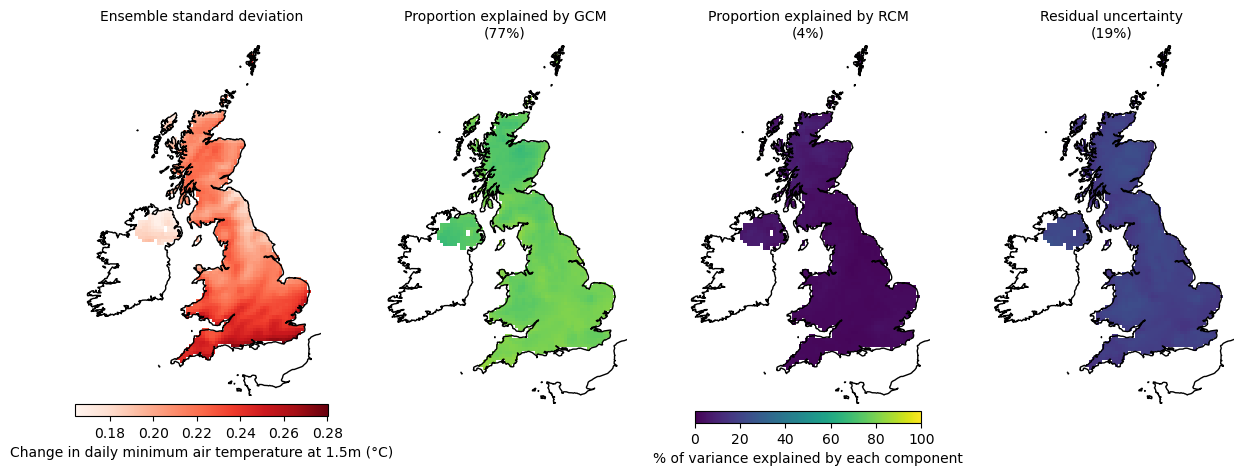 Ensemble standard deviation
Proportion explained by GCM
(77%)
Proportion explained by RCM
(4%)
Residual uncertainty
(19%)
0.18 0.20 0.22 0.24 0.26 0.28
Change in daily minimum air temperature at 1.5m (°C)
0 20 40 60 80 100
% of variance explained by each component